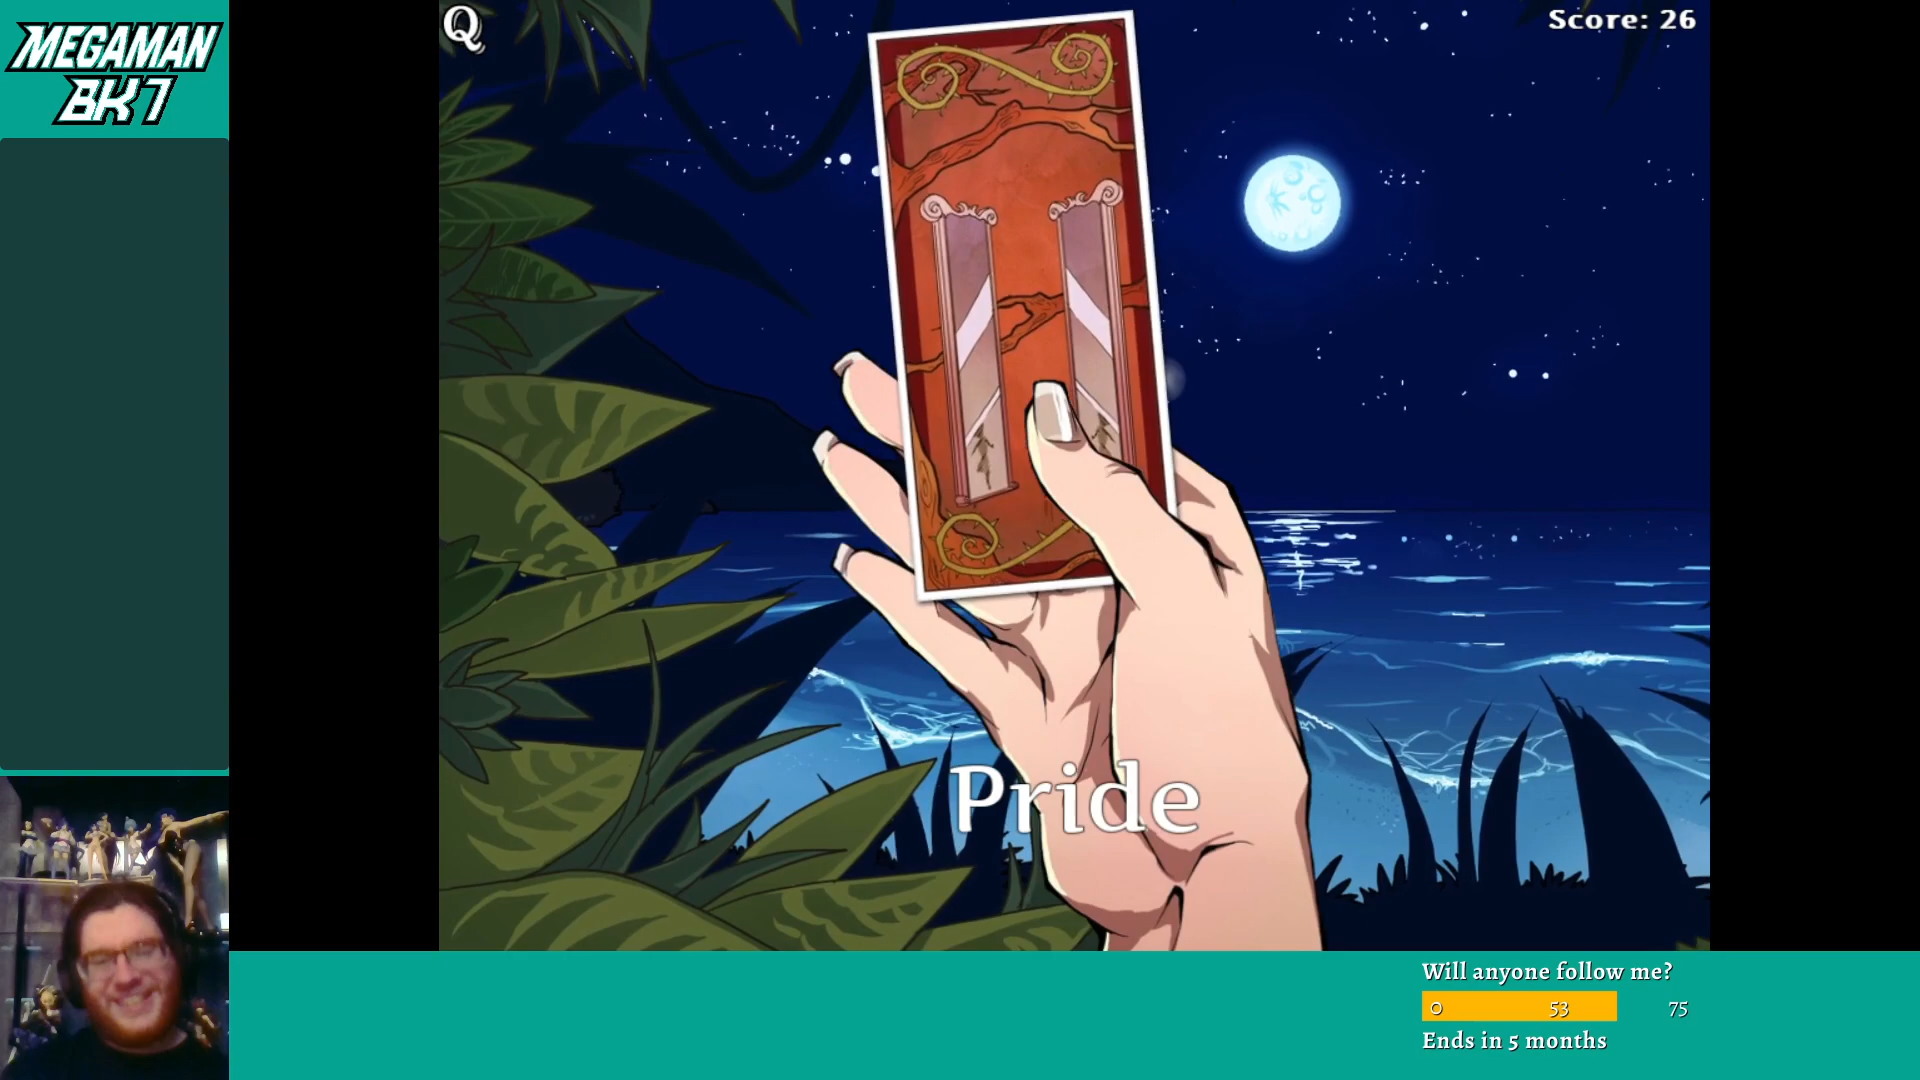 MEGAMAN
BK7
Q
Score: 26
Pride
Will anyone follow me?
0 53 75
Ends in 5 months